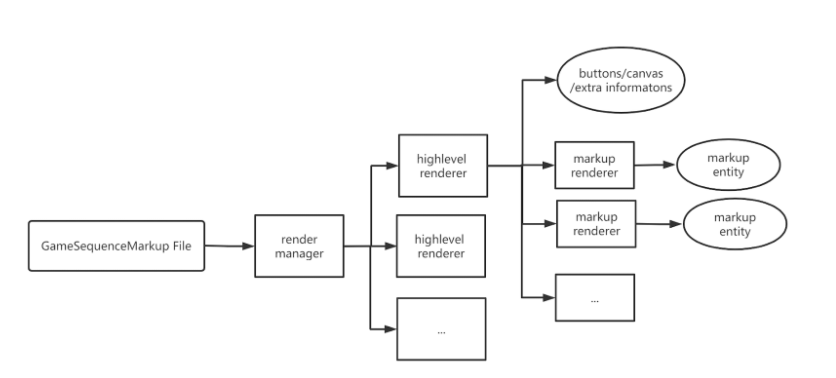 buttons/canvas
/extra informatons
highlevel
renderer
markup
renderer
markup
entity
markup
renderer
markup
entity
GameSequenceMarkup File
render
manager
highlevel
renderer
...
...